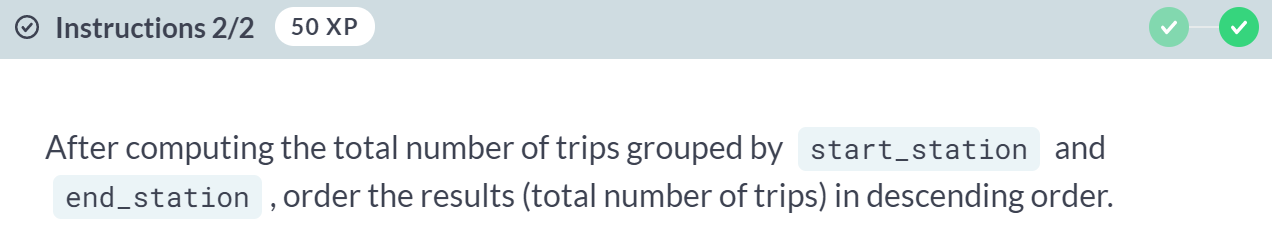 Instructions 2/2 50 XP
After computing the total number of trips grouped by start_station and
end_station , order the results (total number of trips) in descending order.